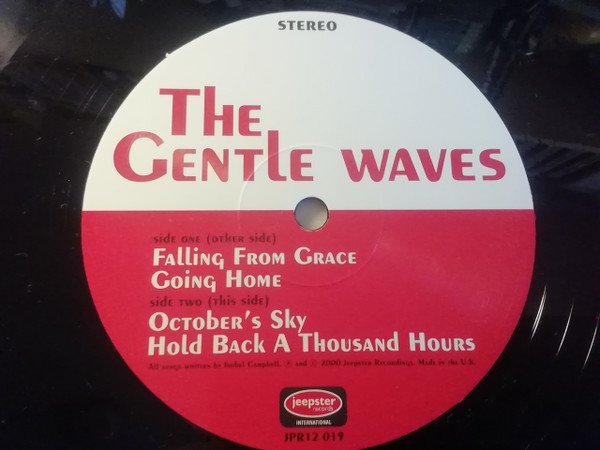 STEREO
The
Gentle waves
side one (other side)
Falling From Grace
Going Home
side two (this side)
October's Sky
Hold Back A Thousand Hours
All songs written by Isobel Campbell. ℗ and © 2000 Jeepster Recordings. Made in the U.K.
jeepster
records
INTERNATIONAL
JPR12 019